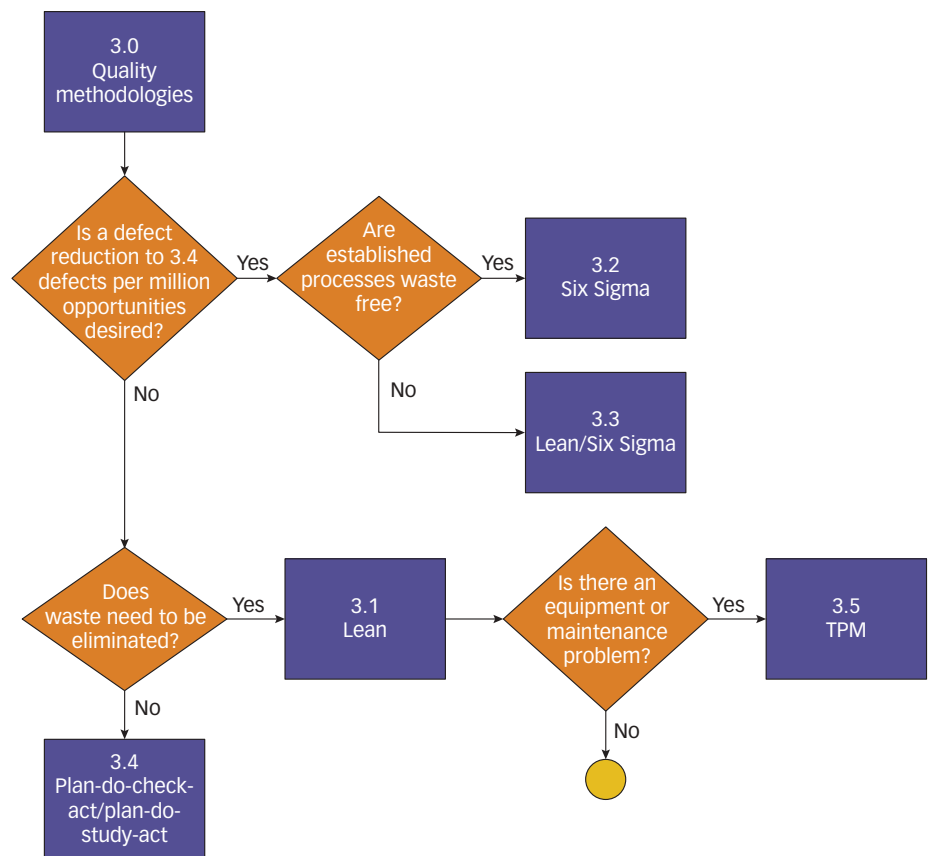 3.0
Quality
methodologies
Is a defect
reduction to 3.4
defects per million
opportunities
desired?
Yes
Are
established
processes waste
free?
Yes
3.2
Six Sigma
No
3.3
Lean/Six Sigma
No
Does
waste need to be
eliminated?
Yes
3.1
Lean
Is there an
equipment or
maintenance
problem?
Yes
3.5
TPM
No
No
3.4
Plan-do-check-
act/plan-do-
study-act